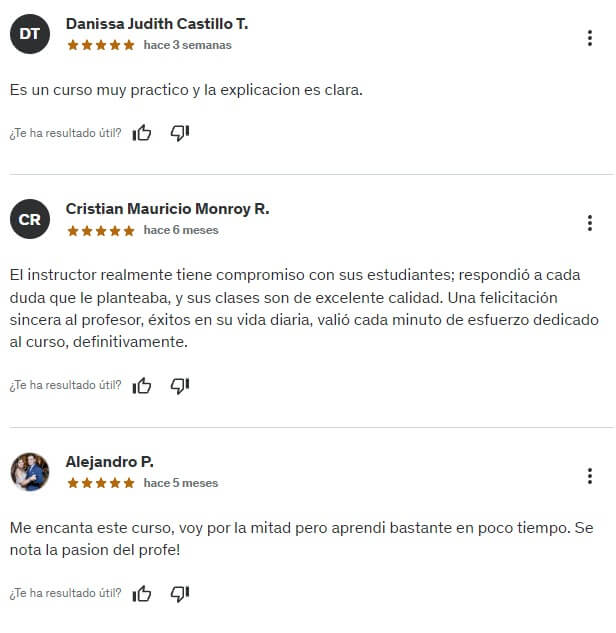 DT
Danissa Judith Castillo T.
hace 3 semanas
Es un curso muy practico y la explicacion es clara.
¿Te ha resultado útil?
CR
Cristian Mauricio Monroy R.
hace 6 meses
El instructor realmente tiene compromiso con sus estudiantes; respondió a cada
duda que le planteaba, y sus clases son de excelente calidad. Una felicitación
sincera al profesor, éxitos en su vida diaria, valió cada minuto de esfuerzo dedicado
al curso, definitivamente.
¿Te ha resultado útil?
Alejandro P.
hace 5 meses
Me encanta este curso, voy por la mitad pero aprendi bastante en poco tiempo. Se
nota la pasion del profe!
¿Te ha resultado útil?